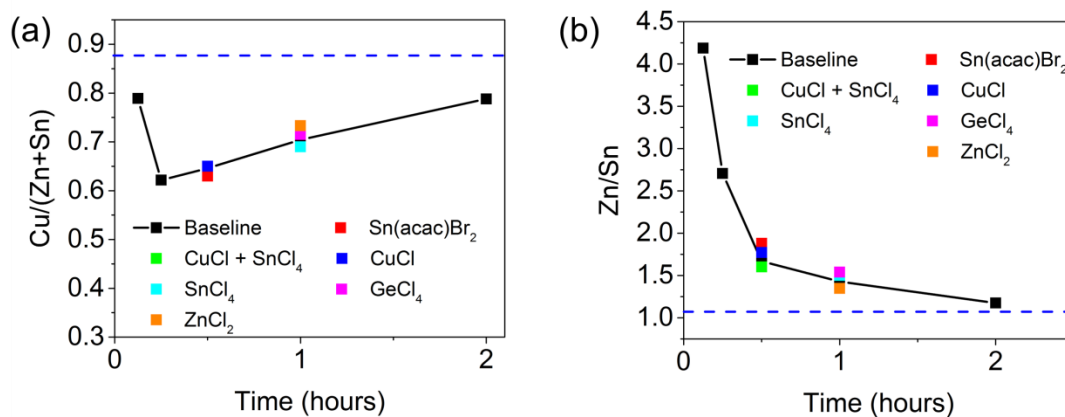 (a)
Cu/(Zn+Sn)
0.9
0.8
0.7
0.6
0.5
0.4
0.3
Baseline
Sn(acac)Br2
CuCl + SnCl4
CuCl
SnCl4
GeCl4
ZnCl2
0
1
2
Time (hours)
(b)
Zn/Sn
4.5
4.0
3.5
3.0
2.5
2.0
1.5
1.0
Baseline
Sn(acac)Br2
CuCl + SnCl4
CuCl
SnCl4
GeCl4
ZnCl2
0
1
2
Time (hours)